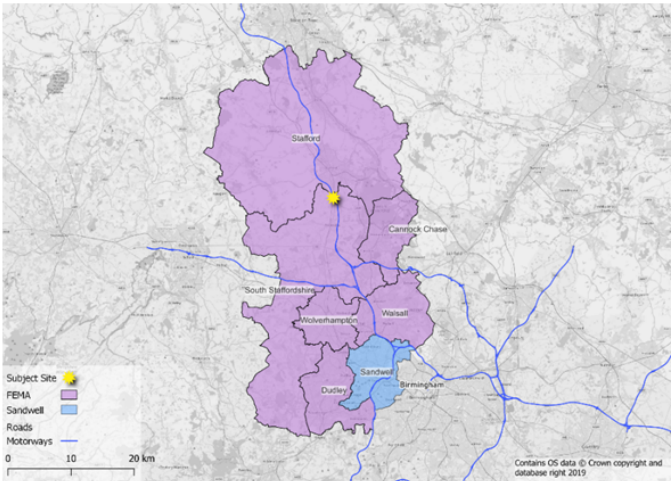 Stafford
Cannock Chase
South Staffordshire
Walsall
Wolverhampton
Sandwell
Birmingham
Dudley
Subject Site
FEMA
Sandwell
Roads
Motorways
0 10 20 km
Contains OS data © Crown copyright and
database right 2019